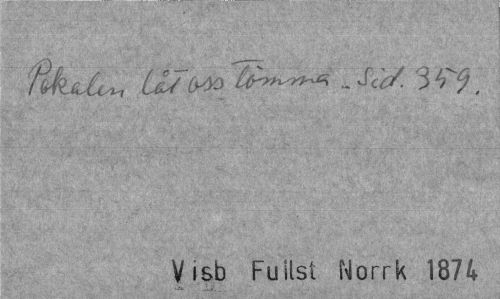 Pokalen låt oss tömma - Sid. 359.
Visb Fullst Norrk 1874